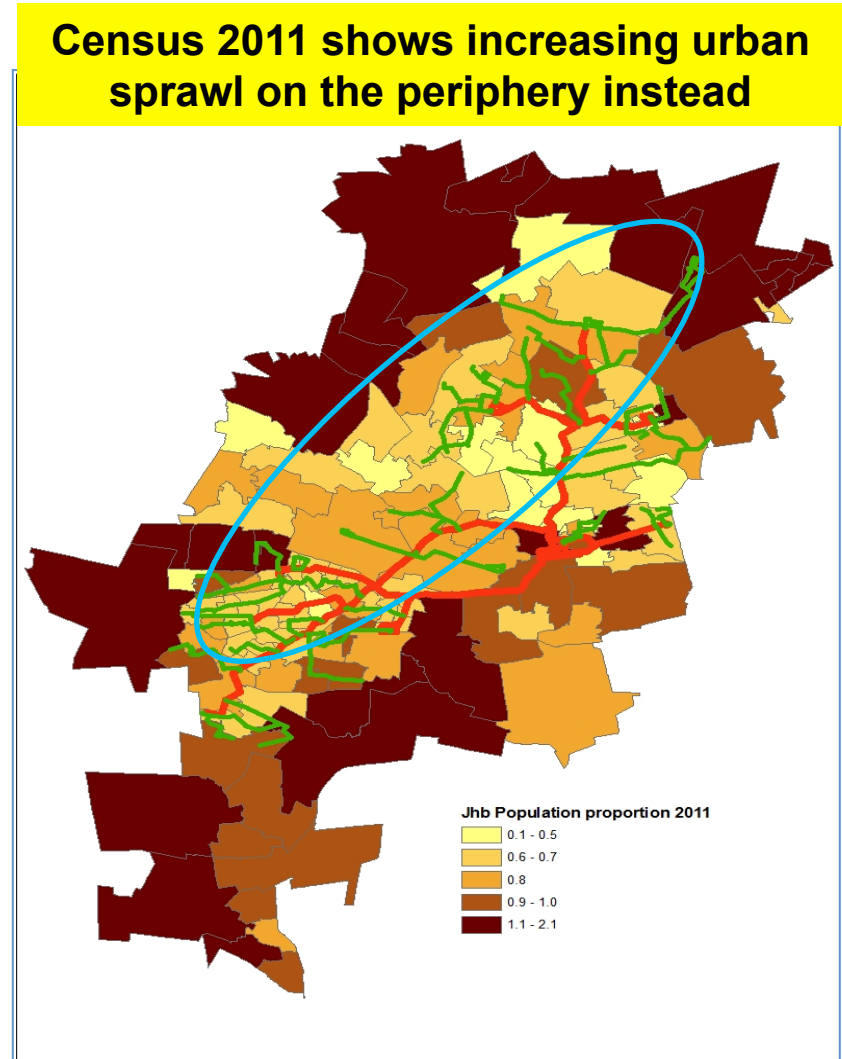 Census 2011 shows increasing urban
sprawl on the periphery instead
Jhb Population proportion 2011
0.1 - 0.5
0.6 - 0.7
0.8
0.9 - 1.0
1.1 - 2.1